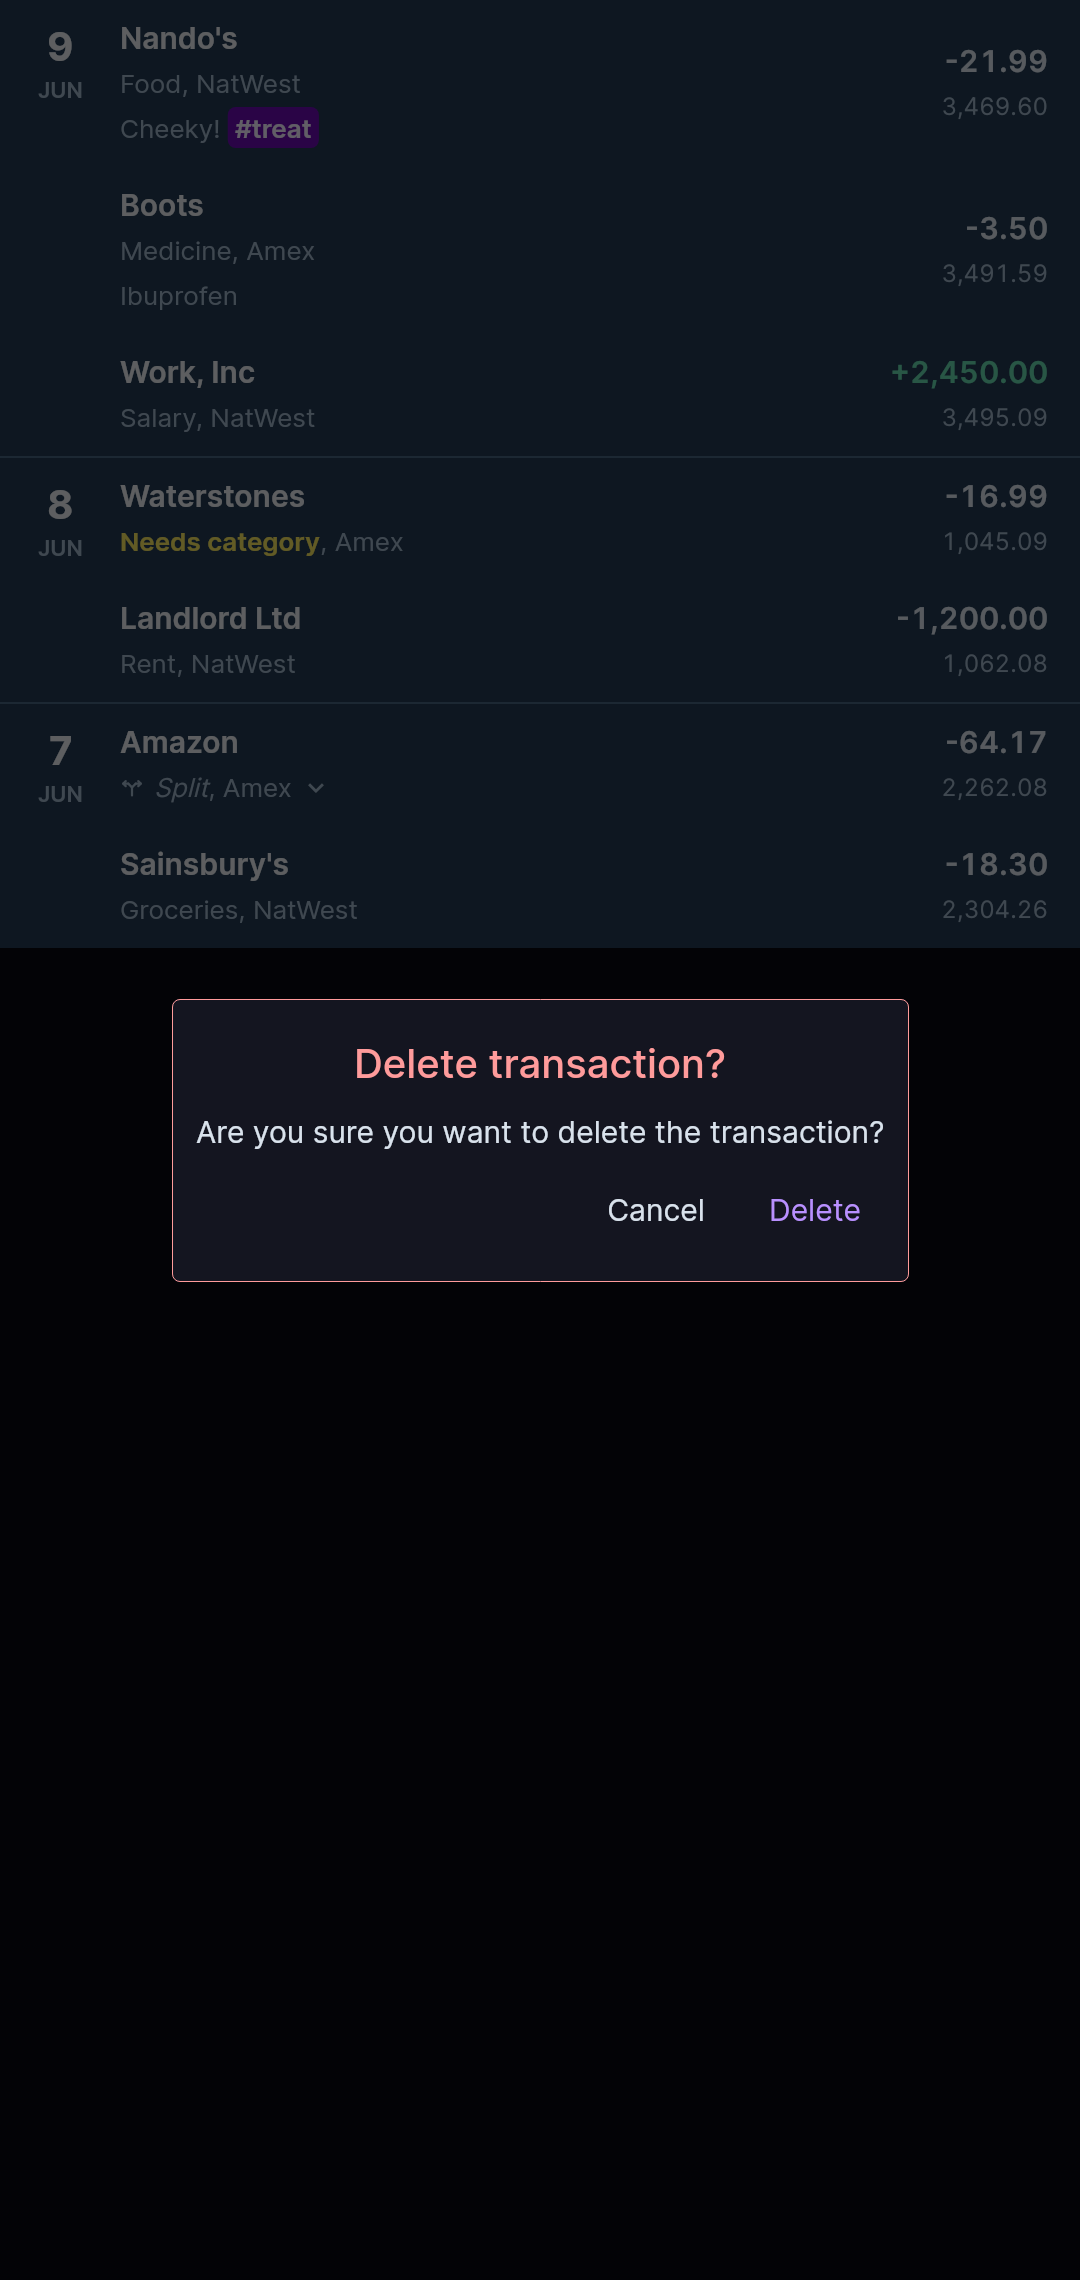 9
JUN
Nando's
-21.99
Food, NatWest
3,469.60
Cheeky! #treat
Boots
-3.50
Medicine, Amex
3,491.59
Ibuprofen
Work, Inc
+2,450.00
Salary, NatWest
3,495.09
8
JUN
Waterstones
-16.99
Needs category, Amex
1,045.09
Landlord Ltd
-1,200.00
Rent, NatWest
1,062.08
7
JUN
Amazon
-64.17
Split, Amex
2,262.08
Sainsbury's
-18.30
Groceries, NatWest
2,304.26
Delete transaction?
Are you sure you want to delete the transaction?
Cancel
Delete